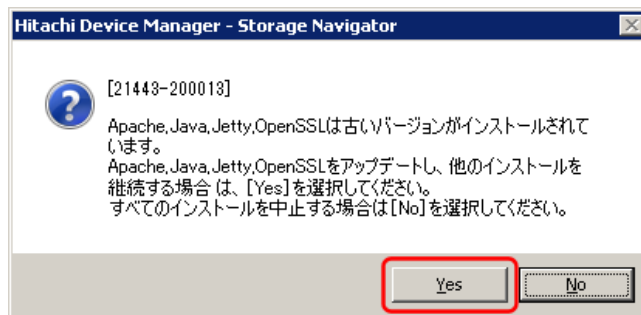 Hitachi Device Manager - Storage Navigator
[21443-200013]
Apache,Java,Jetty,OpenSSLは古いバージョンがインストールされて
います。
Apache,Java,Jetty,OpenSSLをアップデートし、他のインストールを
継続する場合 は、[Yes]を選択してください。
すべてのインストールを中止する場合は[No]を選択してください。
Yes
No